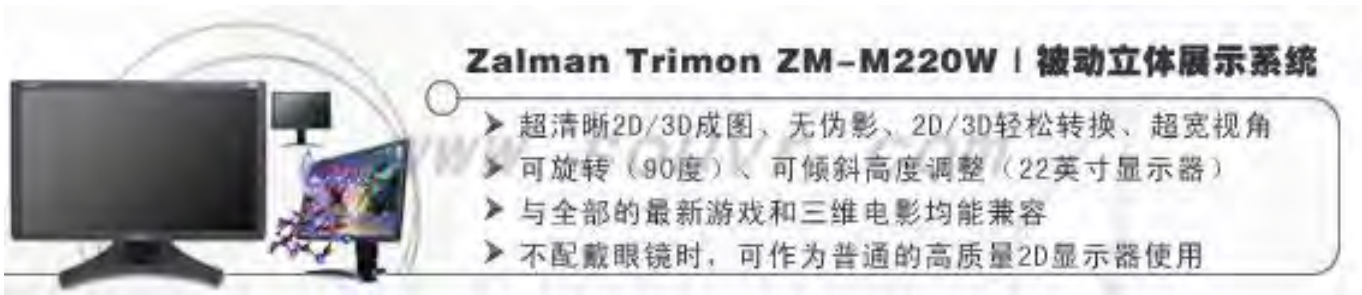 Zalman Trimon ZM-M220W | 被动立体展示系统
➤ 超清晰2D/3D成图、无伪影、2D/3D轻松转换、超宽视角
➤ 可旋转（90度）、可倾斜高度调整（22英寸显示器）
➤ 与全部的最新游戏和三维电影均能兼容
➤ 不配戴眼镜时，可作为普通的高质量2D显示器使用